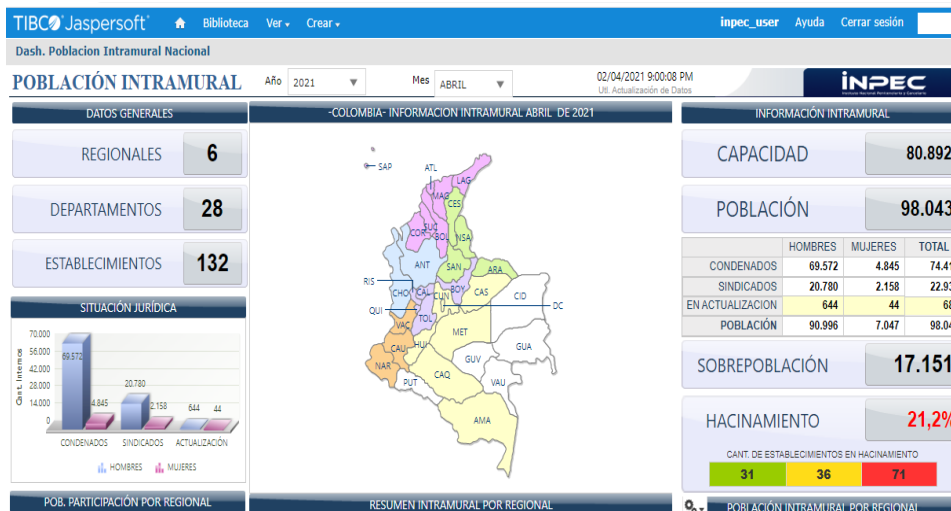 TIBCO Jaspersoft Biblioteca Ver Crear inpec_user Ayuda Cerrar sesión
Dash. Poblacion Intramural Nacional
POBLACIÓN INTRAMURAL Año 2021 Mes ABRIL 02/04/2021 9:00:08 PM
Utl. Actualización de Datos
INPEC
DATOS GENERALES
REGIONALES 6
DEPARTAMENTOS 28
ESTABLECIMIENTOS 132
SITUACIÓN JURÍDICA
Cant. Internos
70.000
56.000
42.000
28.000
14.000
0
69.572
4.845
20.780
2.158
644 44
CONDENADOS SINDICADOS ACTUALIZACIÓN
HOMBRES MUJERES
POB. PARTICIPACIÓN POR REGIONAL
-COLOMBIA- INFORMACION INTRAMURAL ABRIL DE 2021
SAP ATL
LAG
MAG
CES
SUC
COR BOL NSA
ANT SAN ARA
RIS
CHO CAL CUN BOY CAS CID DC
QUI
VAC TOL MET
CAU HUI GUV GUA
NAR
PUT CAQ VAU
AMA
RESUMEN INTRAMURAL POR REGIONAL
INFORMACIÓN INTRAMURAL
CAPACIDAD 80.892
POBLACIÓN 98.043
HOMBRES MUJERES TOTAL
CONDENADOS 69.572 4.845 74.41
SINDICADOS 20.780 2.158 22.93
EN ACTUALIZACION 644 44 68
POBLACIÓN 90.996 7.047 98.04
SOBREPOBLACIÓN 17.151
HACINAMIENTO 21,2%
CANT. DE ESTABLECIMIENTOS EN HACINAMIENTO
31 36 71
POBLACIÓN INTRAMURAL POR REGIONAL